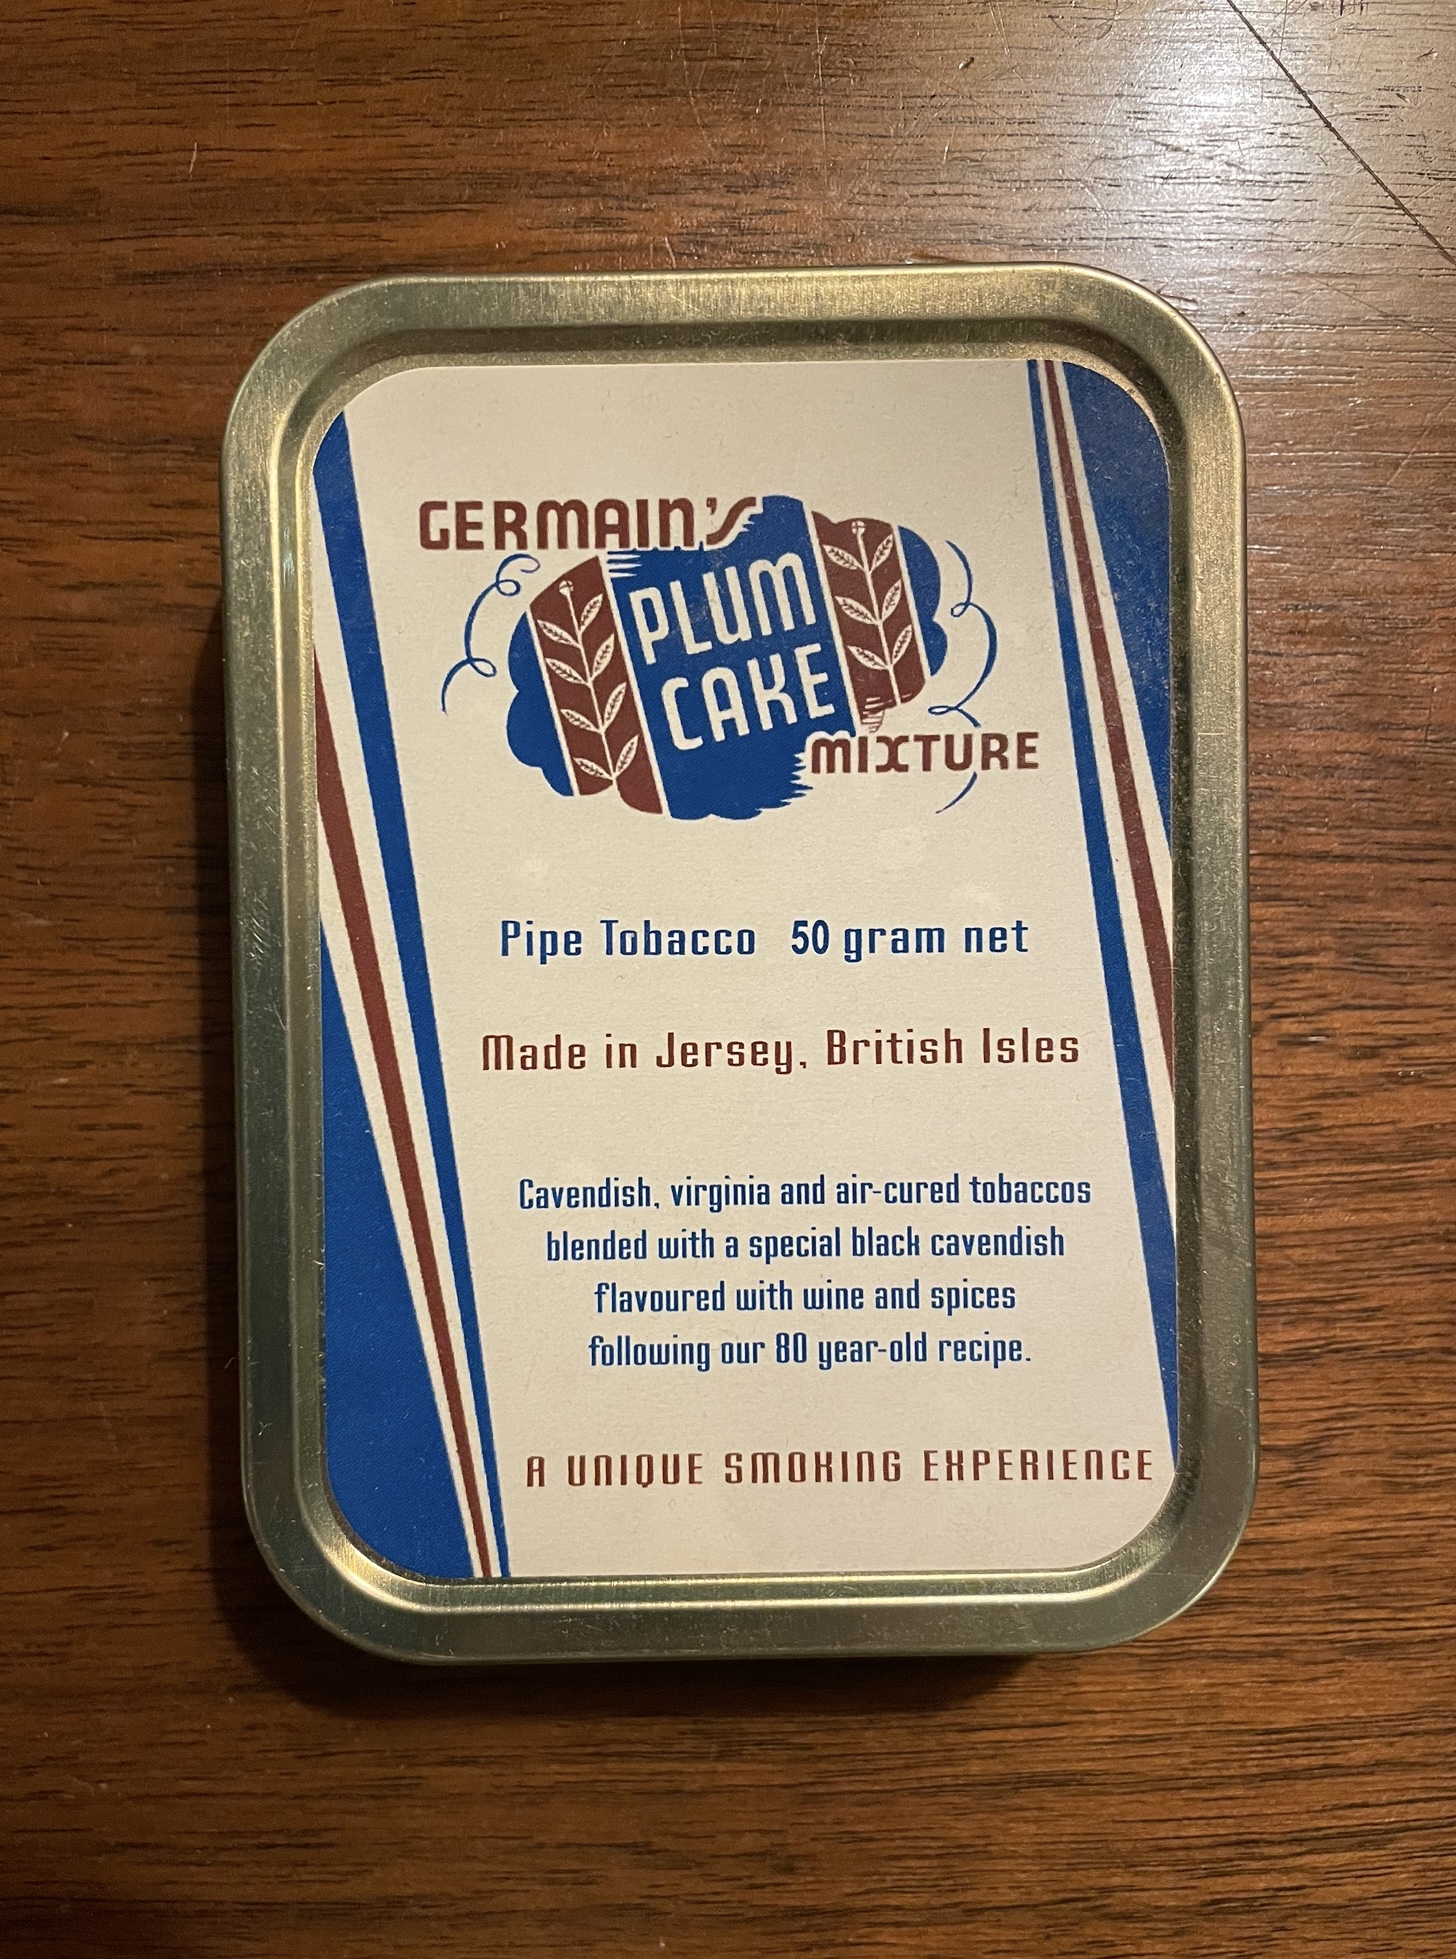 GERMAIN'S
PLUM
CAKE
MIXTURE
Pipe Tobacco 50 gram net
Made in Jersey, British Isles
Cavendish, virginia and air-cured tobaccos
blended with a special black cavendish
flavoured with wine and spices
following our 80 year-old recipe.
A UNIQUE SMOKING EXPERIENCE